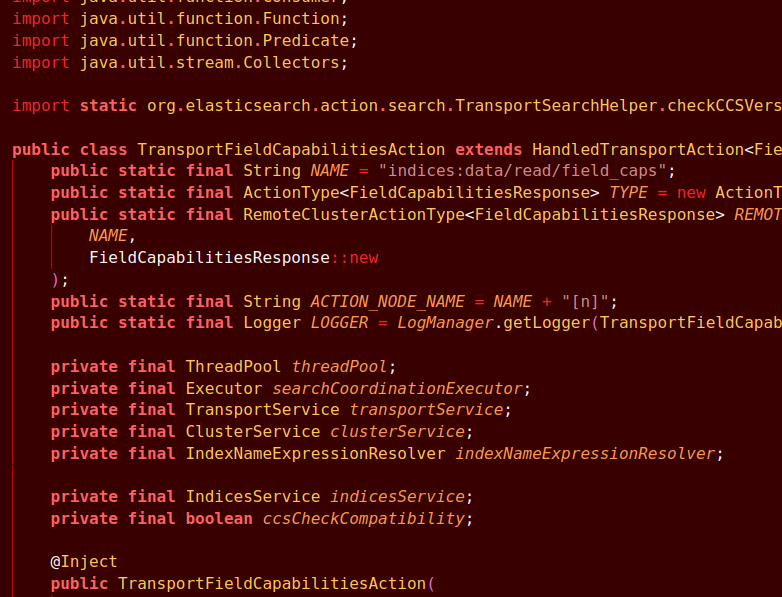 import java.util.function.Consumer;
import java.util.function.Function;
import java.util.function.Predicate;
import java.util.stream.Collectors;
import static org.elasticsearch.action.search.TransportSearchHelper.checkCCSVers
public class TransportFieldCapabilitiesAction extends HandledTransportAction<Fie
public static final String NAME = "indices:data/read/field_caps";
public static final ActionType<FieldCapabilitiesResponse> TYPE = new ActionT
public static final RemoteClusterActionType<FieldCapabilitiesResponse> REMOT
NAME,
FieldCapabilitiesResponse::new
);
public static final String ACTION_NODE_NAME = NAME + "[n]";
public static final Logger LOGGER = LogManager.getLogger(TransportFieldCapab
private final ThreadPool threadPool;
private final Executor searchCoordinationExecutor;
private final TransportService transportService;
private final ClusterService clusterService;
private final IndexNameExpressionResolver indexNameExpressionResolver;
private final IndicesService indicesService;
private final boolean ccsCheckCompatibility;
@Inject
public TransportFieldCapabilitiesAction(